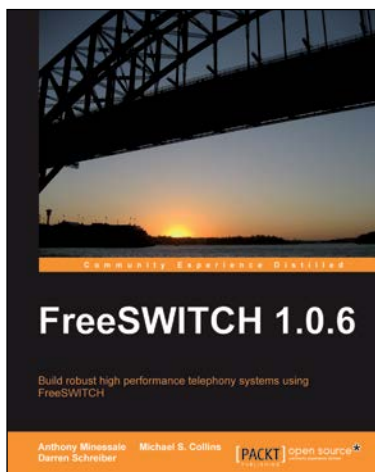 Community Experience Distilled
FreeSWITCH 1.0.6
Build robust high performance telephony systems using
FreeSWITCH
Anthony Minessale Michael S. Collins
Darren Schreiber
[PACKT] open source*
PUBLISHING